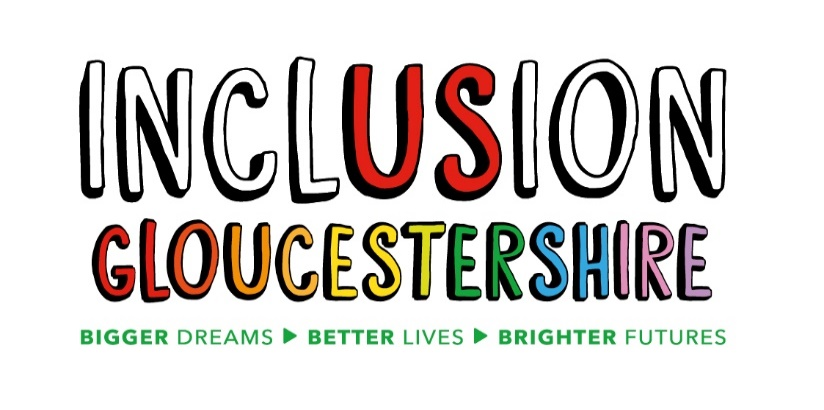 INCLUSION
GLOUCESTERSHIRE
BIGGER DREAMS ▶ BETTER LIVES ▶ BRIGHTER FUTURES